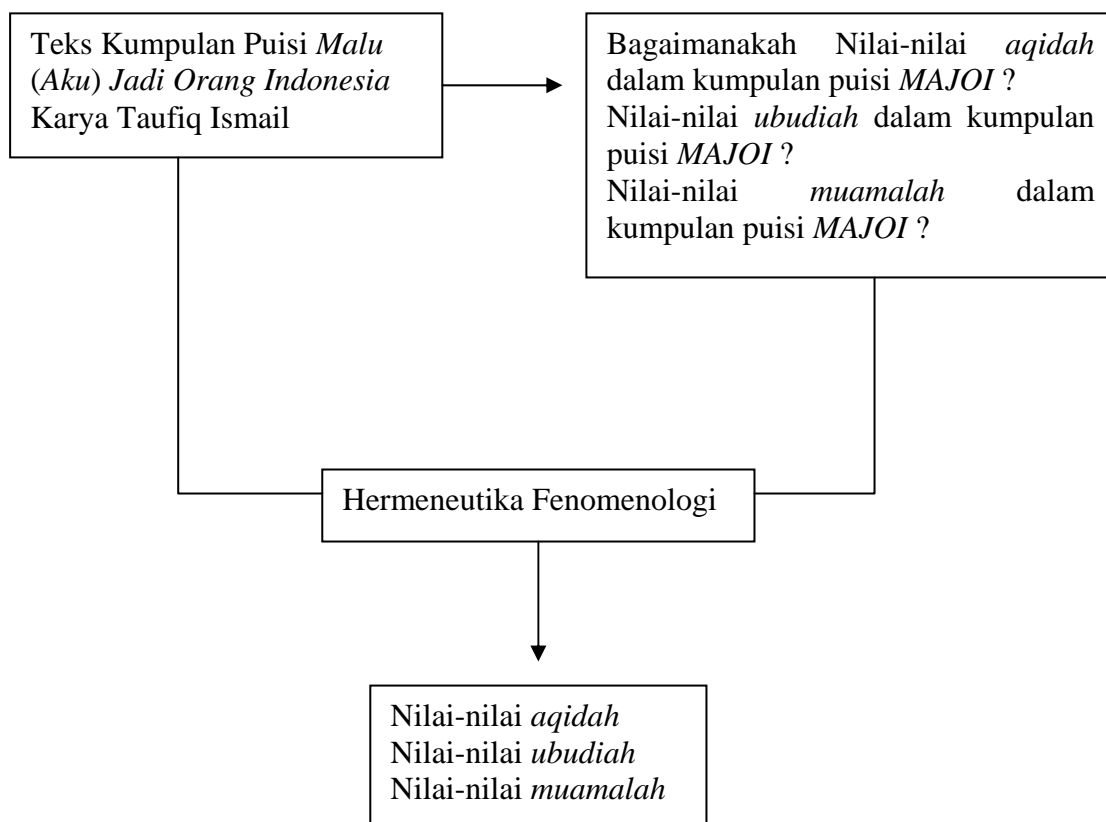 Teks Kumpulan Puisi Malu
(Aku) Jadi Orang Indonesia
Karya Taufiq Ismail
Bagaimanakah Nilai-nilai aqidah
dalam kumpulan puisi MAJOI ?
Nilai-nilai ubudiah dalam kumpulan
puisi MAJOI ?
Nilai-nilai muamalah dalam
kumpulan puisi MAJOI ?
Hermeneutika Fenomenologi
Nilai-nilai aqidah
Nilai-nilai ubudiah
Nilai-nilai muamalah